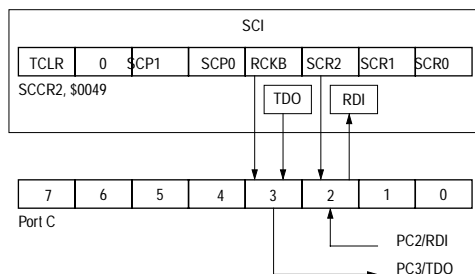 SCI
TCLR 0 SCP1 SCP0 RCKB SCR2 SCR1 SCR0
SCCR2, $0049
TDO RDI
7 6 5 4 3 2 1 0
Port C
PC2/RDI
PC3/TDO